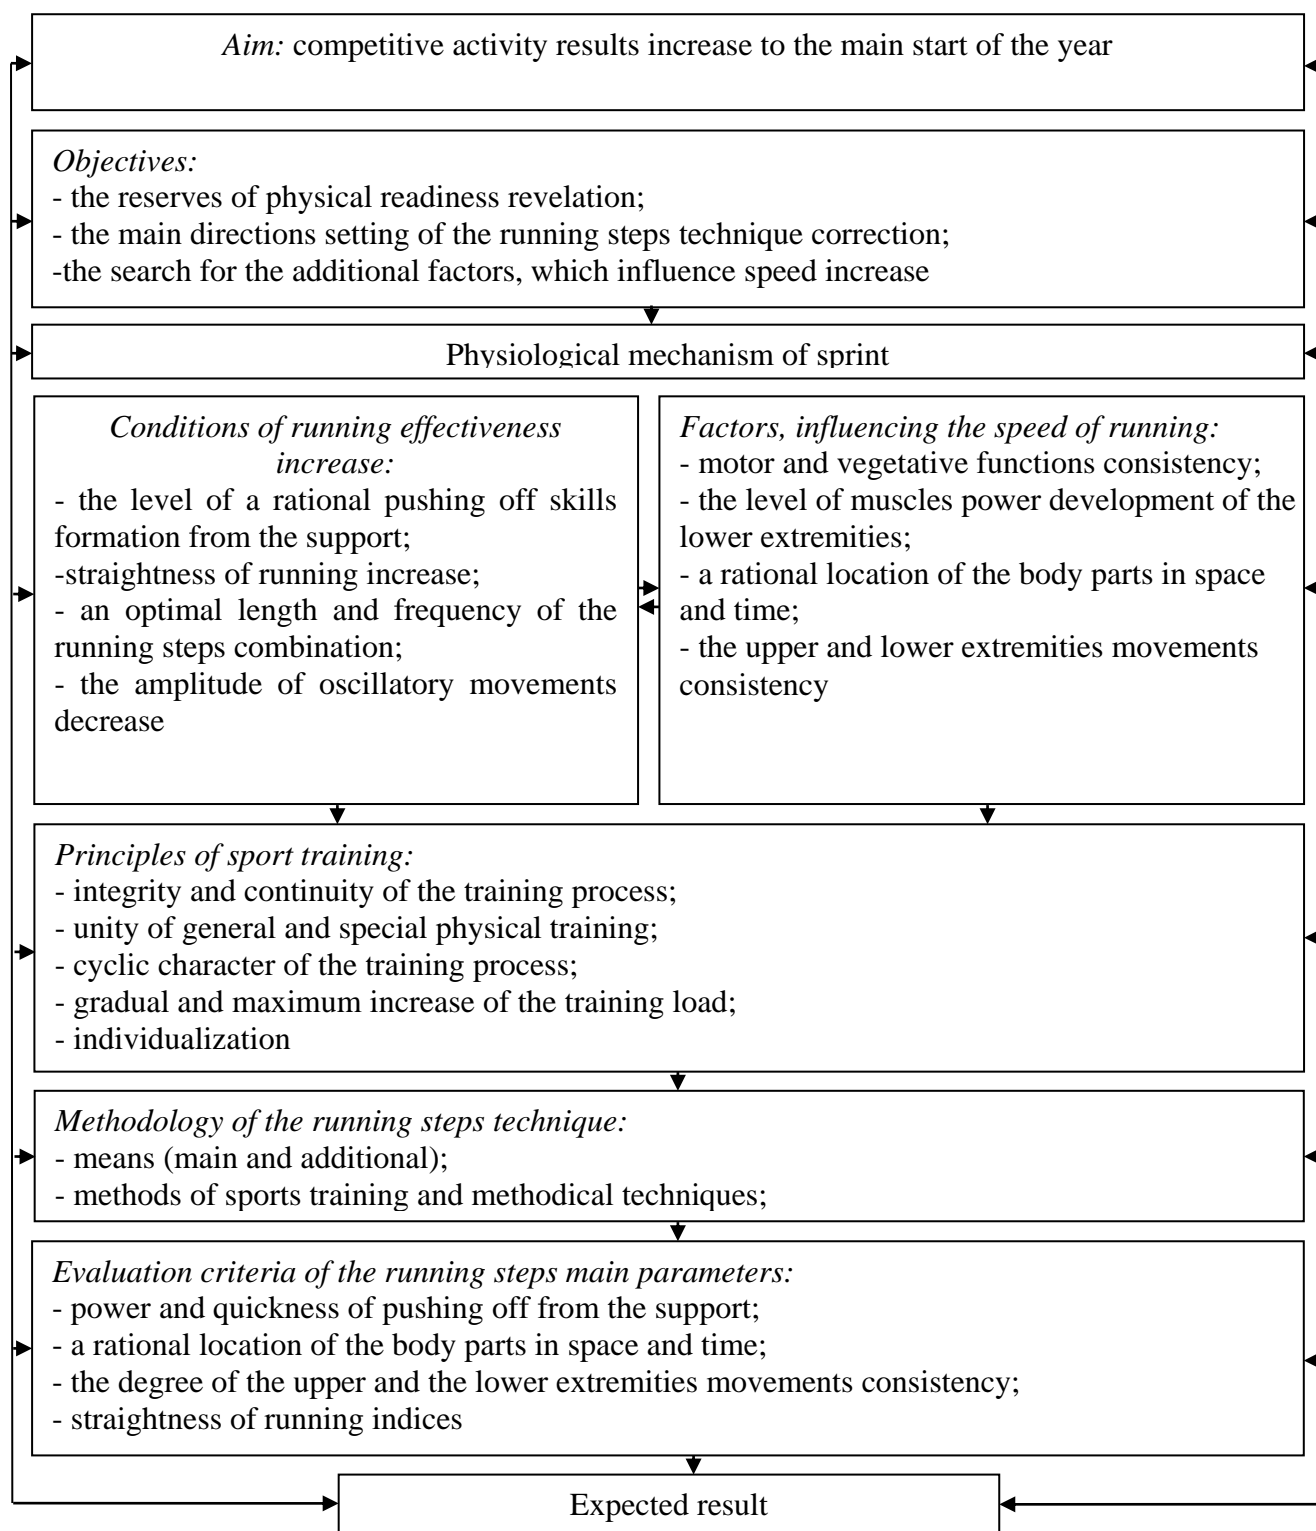 Aim: competitive activity results increase to the main start of the year
Objectives:
- the reserves of physical readiness revelation;
- the main directions setting of the running steps technique correction;
-the search for the additional factors, which influence speed increase
Physiological mechanism of sprint
Conditions of running effectiveness
increase:
- the level of a rational pushing off skills
formation from the support;
-straightness of running increase;
- an optimal length and frequency of the
running steps combination;
- the amplitude of oscillatory movements
decrease
Factors, influencing the speed of running:
- motor and vegetative functions consistency;
- the level of muscles power development of the
lower extremities;
- a rational location of the body parts in space
and time;
- the upper and lower extremities movements
consistency
Principles of sport training:
- integrity and continuity of the training process;
- unity of general and special physical training;
- cyclic character of the training process;
- gradual and maximum increase of the training load;
- individualization
Methodology of the running steps technique:
- means (main and additional);
- methods of sports training and methodical techniques;
Evaluation criteria of the running steps main parameters:
- power and quickness of pushing off from the support;
- a rational location of the body parts in space and time;
- the degree of the upper and the lower extremities movements consistency;
- straightness of running indices
Expected result